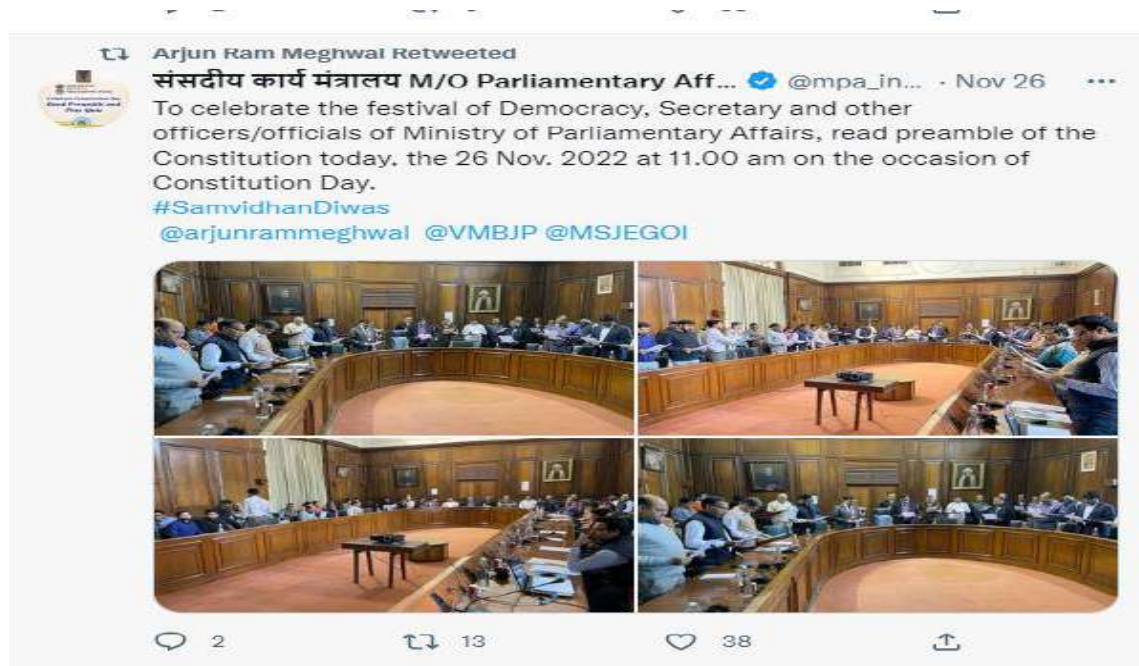 Arjun Ram Meghwal Retweeted
संसदीय कार्य मंत्रालय M/O Parliamentary Aff... @mpa_in... · Nov 26
To celebrate the festival of Democracy, Secretary and other
officers/officials of Ministry of Parliamentary Affairs, read preamble of the
Constitution today, the 26 Nov. 2022 at 11.00 am on the occasion of
Constitution Day.
#SamvidhanDiwas
@arjunrammeghwal @VMBJP @MSJEGOI
2 13 38